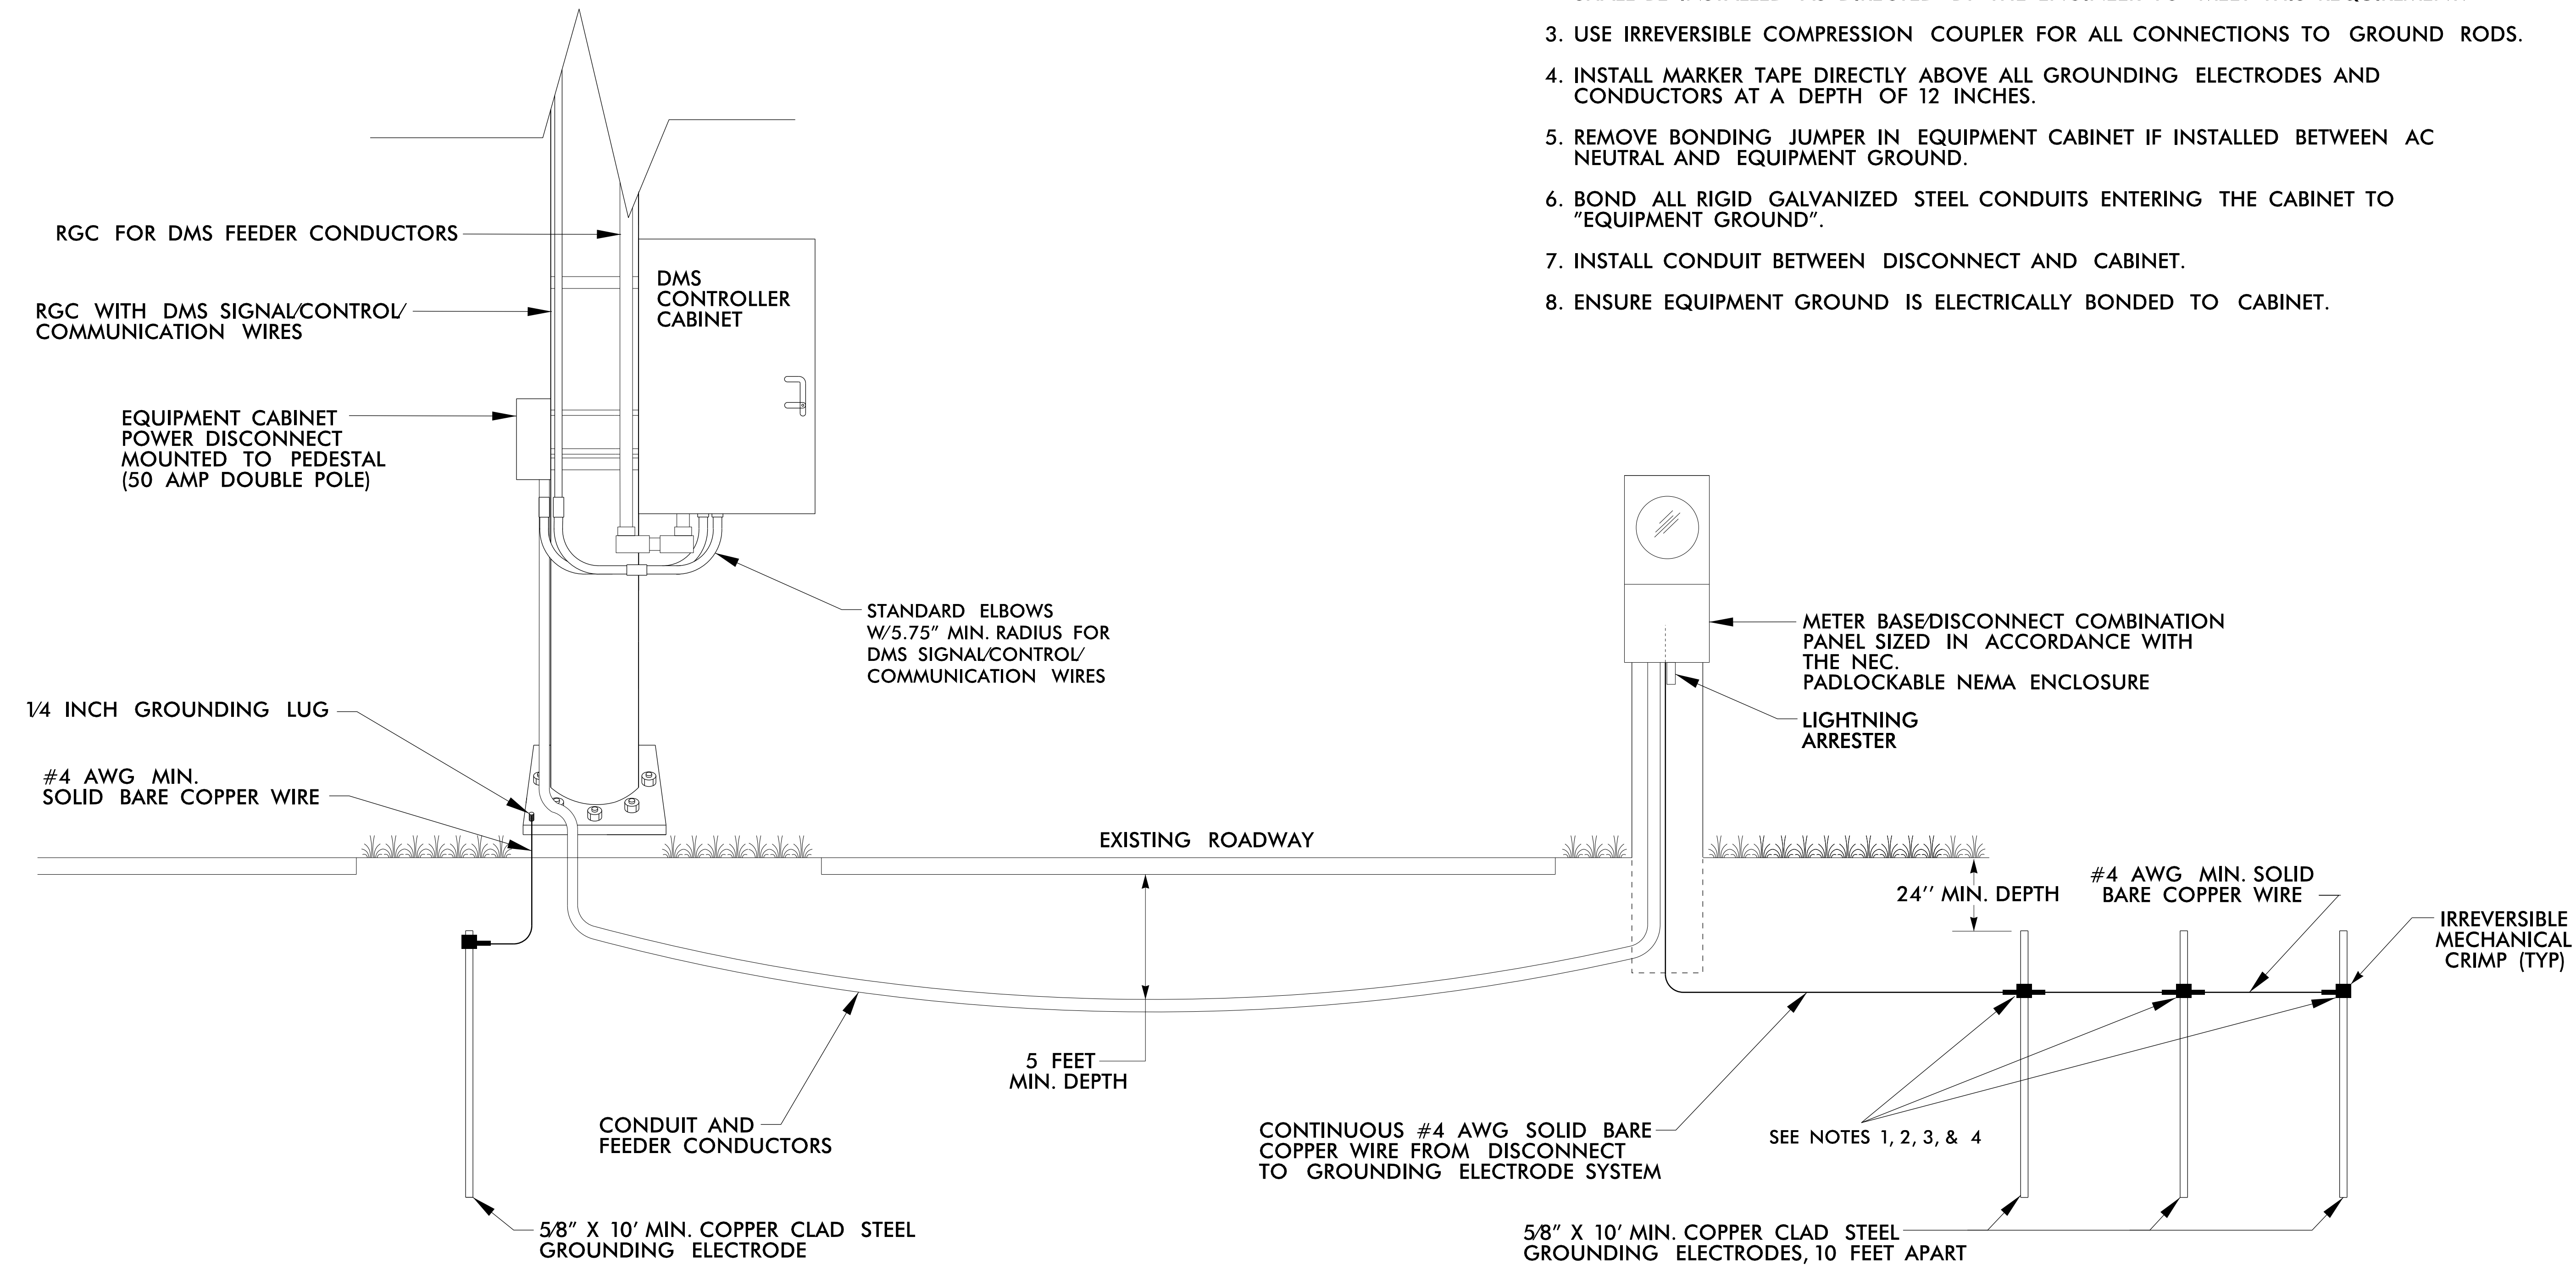 3. USE IRREVERSIBLE COMPRESSION COUPLER FOR ALL CONNECTIONS TO GROUND RODS.
4. INSTALL MARKER TAPE DIRECTLY ABOVE ALL GROUNDING ELECTRODES AND
CONDUCTORS AT A DEPTH OF 12 INCHES.
5. REMOVE BONDING JUMPER IN EQUIPMENT CABINET IF INSTALLED BETWEEN AC
NEUTRAL AND EQUIPMENT GROUND.
6. BOND ALL RIGID GALVANIZED STEEL CONDUITS ENTERING THE CABINET TO
"EQUIPMENT GROUND".
7. INSTALL CONDUIT BETWEEN DISCONNECT AND CABINET.
8. ENSURE EQUIPMENT GROUND IS ELECTRICALLY BONDED TO CABINET.
RGC FOR DMS FEEDER CONDUCTORS
DMS
CONTROLLER
CABINET
RGC WITH DMS SIGNAL/CONTROL/
COMMUNICATION WIRES
EQUIPMENT CABINET
POWER DISCONNECT
MOUNTED TO PEDESTAL
(50 AMP DOUBLE POLE)
STANDARD ELBOWS
W/5.75" MIN. RADIUS FOR
DMS SIGNAL/CONTROL/
COMMUNICATION WIRES
METER BASE/DISCONNECT COMBINATION
PANEL SIZED IN ACCORDANCE WITH
THE NEC.
PADLOCKABLE NEMA ENCLOSURE
LIGHTNING
ARRESTER
1/4 INCH GROUNDING LUG
#4 AWG MIN.
SOLID BARE COPPER WIRE
EXISTING ROADWAY
24'' MIN. DEPTH
#4 AWG MIN. SOLID
BARE COPPER WIRE
IRREVERSIBLE
MECHANICAL
CRIMP (TYP)
5 FEET
MIN. DEPTH
CONDUIT AND
FEEDER CONDUCTORS
CONTINUOUS #4 AWG SOLID BARE
COPPER WIRE FROM DISCONNECT
TO GROUNDING ELECTRODE SYSTEM
SEE NOTES 1, 2, 3, & 4
5/8" X 10' MIN. COPPER CLAD STEEL
GROUNDING ELECTRODE
5/8" X 10' MIN. COPPER CLAD STEEL
GROUNDING ELECTRODES, 10 FEET APART